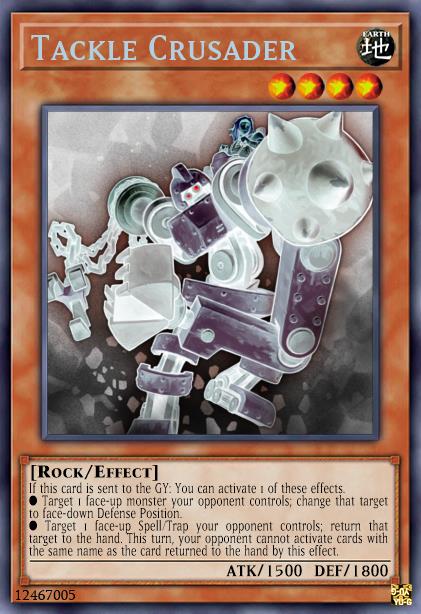 TACKLE CRUSADER
EARTH
地
[ROCK/EFFECT]
If this card is sent to the GY: You can activate 1 of these effects.
● Target 1 face-up monster your opponent controls; change that target
to face-down Defense Position.
● Target 1 face-up Spell/Trap your opponent controls; return that
target to the hand. This turn, your opponent cannot activate cards with
the same name as the card returned to the hand by this effect.
ATK/1500 DEF/1800
12467005